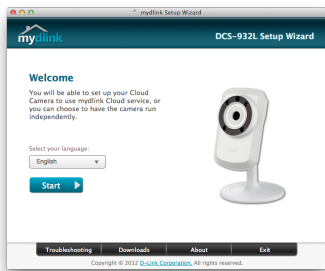 mydlink Setup Wizard
mydlink
DCS-932L Setup Wizard
Welcome
You will be able to set up your Cloud
Camera to use mydlink Cloud service, or
you can choose to have the camera run
independently.
Select your language:
English
Start
Troubleshooting Downloads About Exit
Copyright © 2012 D-Link Corporation. All rights reserved.